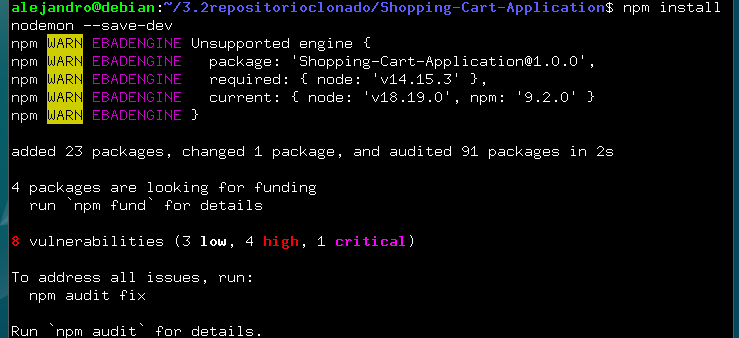 alejandro@debian:~/3.2repositorioclonado/Shopping-Cart-Application$ npm install
nodemon --save-dev
npm WARN EBADENGINE Unsupported engine {
npm WARN EBADENGINE   package: 'Shopping-Cart-Application@1.0.0',
npm WARN EBADENGINE   required: { node: 'v14.15.3' },
npm WARN EBADENGINE   current: { node: 'v18.19.0', npm: '9.2.0' }
npm WARN EBADENGINE }
added 23 packages, changed 1 package, and audited 91 packages in 2s
4 packages are looking for funding
  run `npm fund` for details
8 vulnerabilities (3 low, 4 high, 1 critical)
To address all issues, run:
  npm audit fix
Run `npm audit` for details.